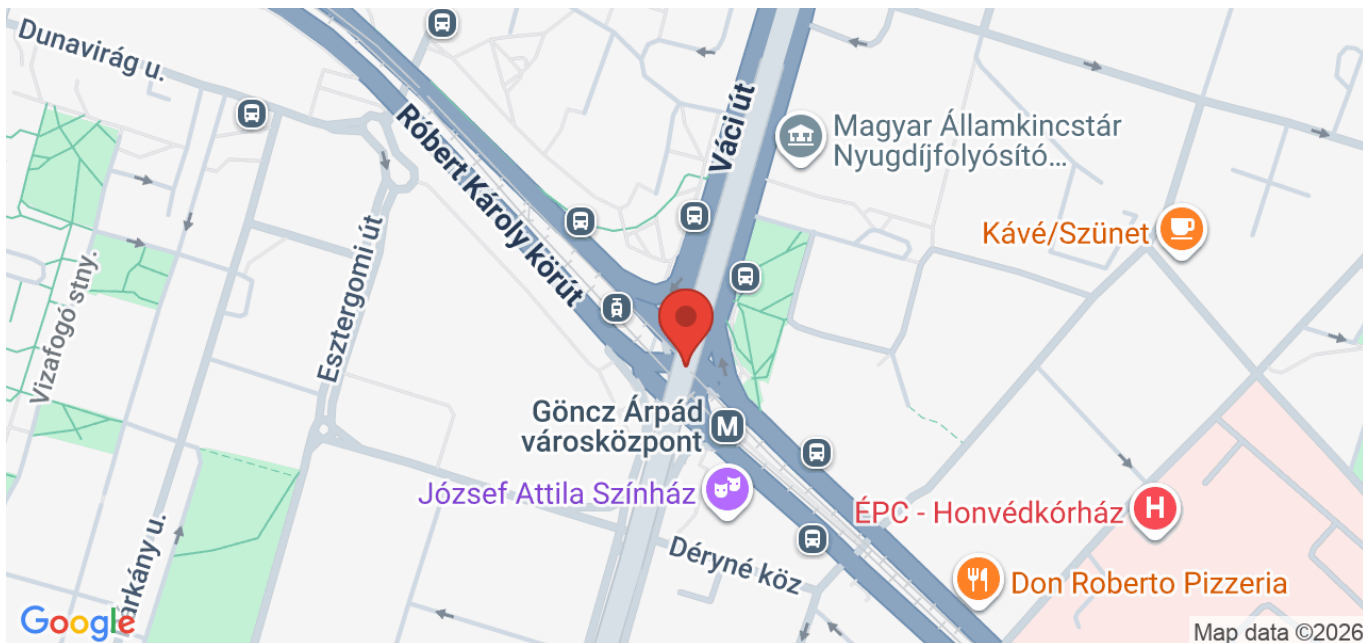 Dunavirág u.
Róbert Károly körút
Váci út
Magyar Államkincstár
Nyugdíjfolyósító...
Kávé/Szünet
Esztergomi út
Vizafogó stny.
Göncz Árpád
városközpont
M
József Attila Színház
ÉPC - Honvédkórház
H
Déryné köz
Don Roberto Pizzeria
arkány u.
Google
Map data ©2026